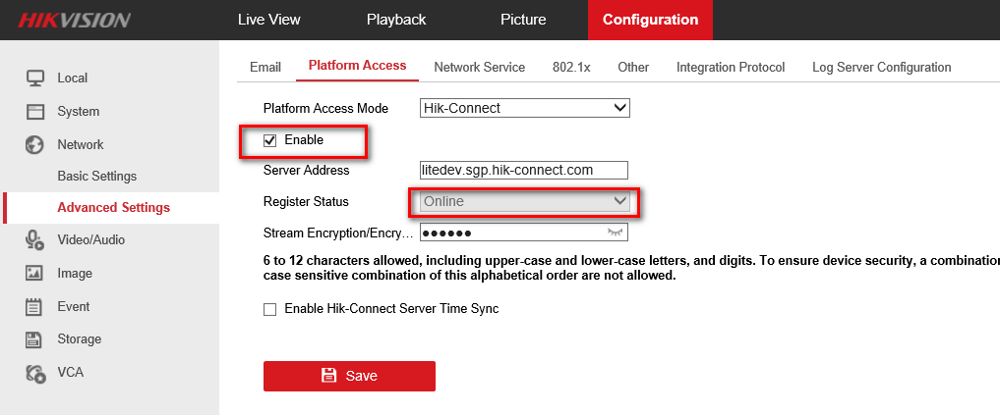 HIKVISION
Live View Playback Picture Configuration
Local
System
Network
Basic Settings
Advanced Settings
Video/Audio
Image
Event
Storage
VCA
Email Platform Access Network Service 802.1x Other Integration Protocol Log Server Configuration
Platform Access Mode Hik-Connect
Enable
Server Address litedev.sgp.hik-connect.com
Register Status Online
Stream Encryption/Encry… ●●●●●●
6 to 12 characters allowed, including upper-case and lower-case letters, and digits. To ensure device security, a combination
case sensitive combination of this alphabetical order are not allowed.
Enable Hik-Connect Server Time Sync
Save